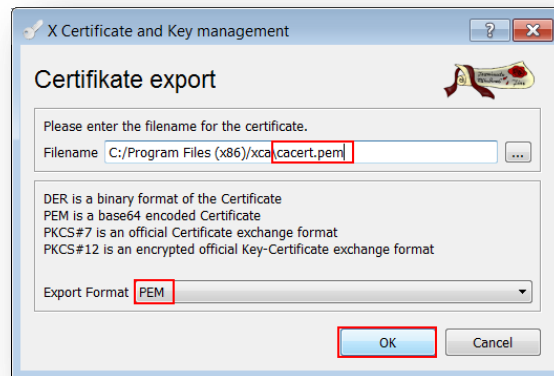 X Certificate and Key management
Certifikate export
Please enter the filename for the certificate.
Filename C:/Program Files (x86)/xca\cacert.pem ...
DER is a binary format of the Certificate
PEM is a base64 encoded Certificate
PKCS#7 is an official Certificate exchange format
PKCS#12 is an encrypted official Key-Certificate exchange format
Export Format PEM
OK Cancel